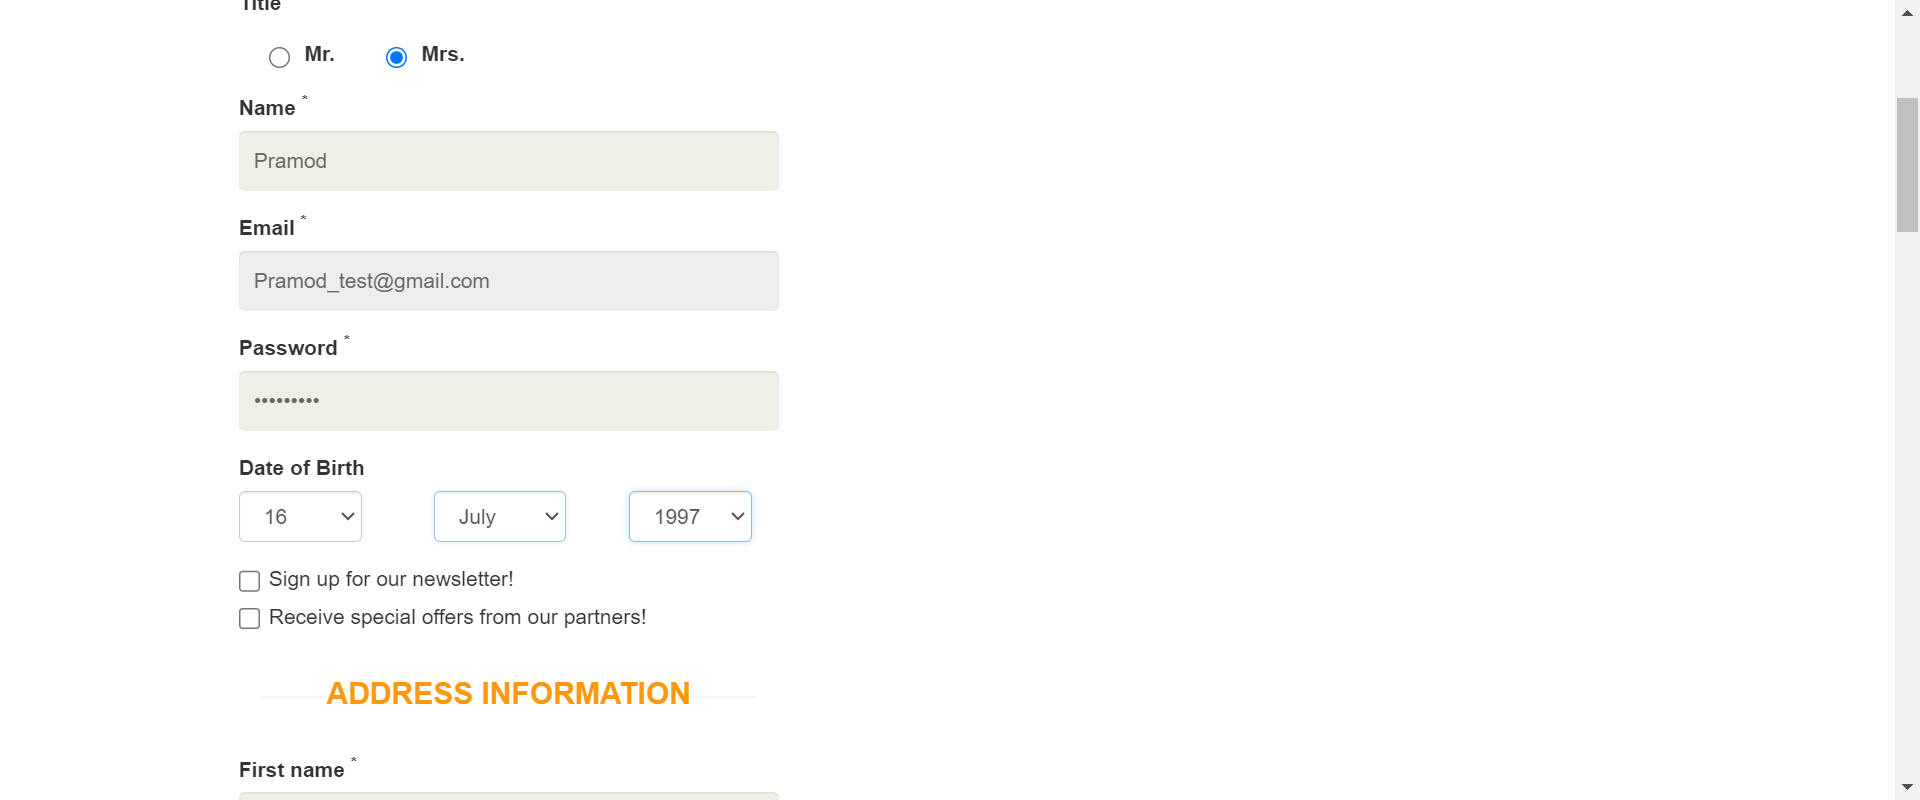 Title
Mr. Mrs.
Name *
Pramod
Email *
Pramod_test@gmail.com
Password *
•••••••••
Date of Birth
16 July 1997
Sign up for our newsletter!
Receive special offers from our partners!
ADDRESS INFORMATION
First name *